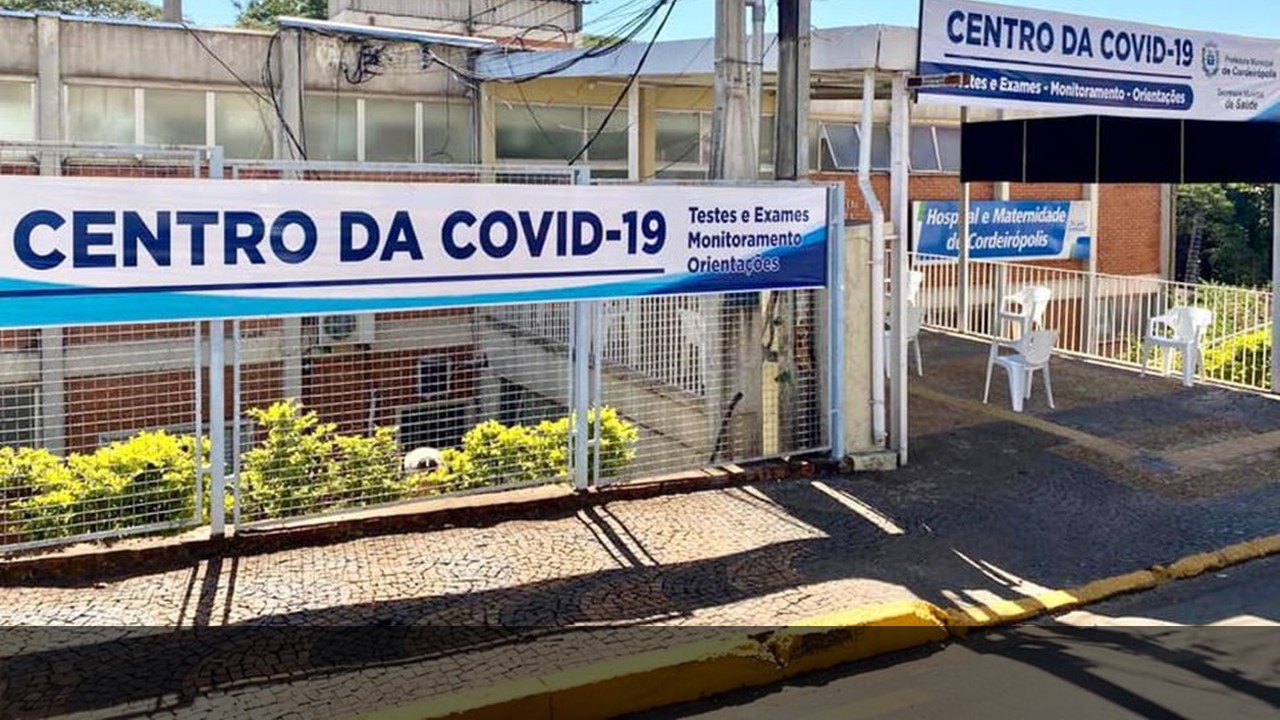 CENTRO DA COVID-19
Testes e Exames
Monitoramento
Orientações
CENTRO DA COVID-19
tes e Exames - Monitoramento - Orientações
Prefeitura Municipal
de Cordeirópolis
Secretaria Municipal
de Saúde
Hospital e Maternidade
de Cordeirópolis